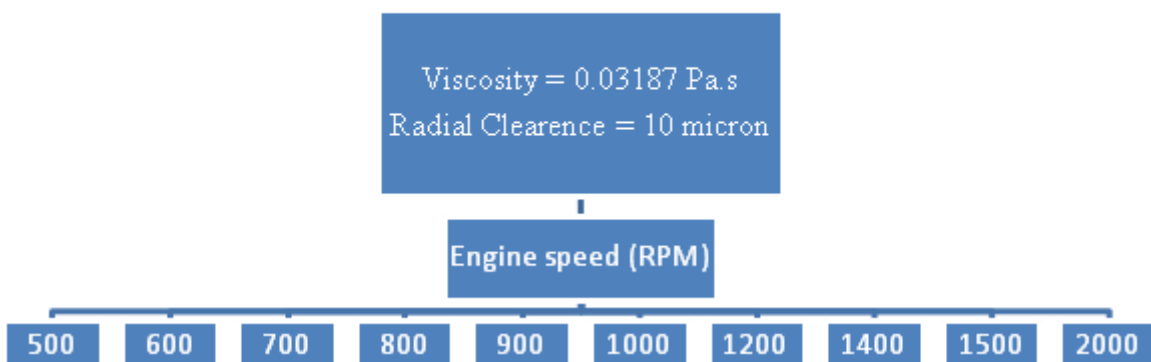 Viscosity = 0.03187 Pa.s
Radial Clearence = 10 micron
Engine speed (RPM)
500 600 700 800 900 1000 1200 1400 1500 2000